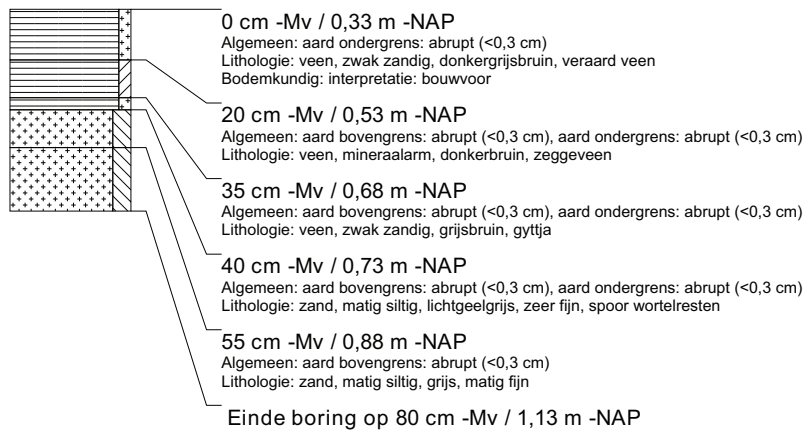 0 cm -Mv / 0,33 m -NAP
Algemeen: aard ondergrens: abrupt (<0,3 cm)
Lithologie: veen, zwak zandig, donkergrijsbruin, veraard veen
Bodemkundig: interpretatie: bouwvoor
20 cm -Mv / 0,53 m -NAP
Algemeen: aard bovengrens: abrupt (<0,3 cm), aard ondergrens: abrupt (<0,3 cm)
Lithologie: veen, mineraalarm, donkerbruin, zeggeveen
35 cm -Mv / 0,68 m -NAP
Algemeen: aard bovengrens: abrupt (<0,3 cm), aard ondergrens: abrupt (<0,3 cm)
Lithologie: veen, zwak zandig, grijsbruin, gyttja
40 cm -Mv / 0,73 m -NAP
Algemeen: aard bovengrens: abrupt (<0,3 cm), aard ondergrens: abrupt (<0,3 cm)
Lithologie: zand, matig siltig, lichtgeelgrijs, zeer fijn, spoor wortelresten
55 cm -Mv / 0,88 m -NAP
Algemeen: aard bovengrens: abrupt (<0,3 cm)
Lithologie: zand, matig siltig, grijs, matig fijn
Einde boring op 80 cm -Mv / 1,13 m -NAP